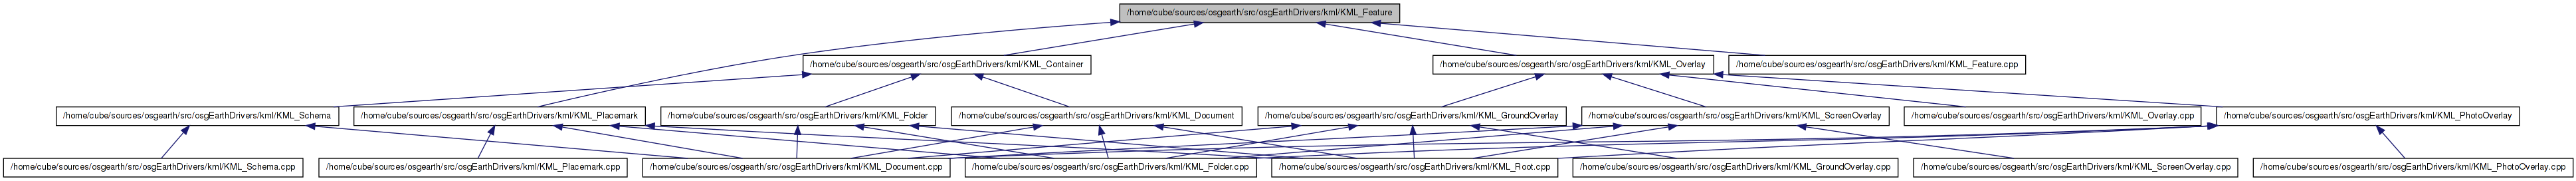 /home/cube/sources/osgearth/src/osgEarthDrivers/kml/KML_Feature
/home/cube/sources/osgearth/src/osgEarthDrivers/kml/KML_Container
/home/cube/sources/osgearth/src/osgEarthDrivers/kml/KML_Overlay
/home/cube/sources/osgearth/src/osgEarthDrivers/kml/KML_Feature.cpp
/home/cube/sources/osgearth/src/osgEarthDrivers/kml/KML_Schema
/home/cube/sources/osgearth/src/osgEarthDrivers/kml/KML_Placemark
/home/cube/sources/osgearth/src/osgEarthDrivers/kml/KML_Folder
/home/cube/sources/osgearth/src/osgEarthDrivers/kml/KML_Document
/home/cube/sources/osgearth/src/osgEarthDrivers/kml/KML_GroundOverlay
/home/cube/sources/osgearth/src/osgEarthDrivers/kml/KML_ScreenOverlay
/home/cube/sources/osgearth/src/osgEarthDrivers/kml/KML_Overlay.cpp
/home/cube/sources/osgearth/src/osgEarthDrivers/kml/KML_PhotoOverlay
/home/cube/sources/osgearth/src/osgEarthDrivers/kml/KML_Schema.cpp
/home/cube/sources/osgearth/src/osgEarthDrivers/kml/KML_Placemark.cpp
/home/cube/sources/osgearth/src/osgEarthDrivers/kml/KML_Document.cpp
/home/cube/sources/osgearth/src/osgEarthDrivers/kml/KML_Folder.cpp
/home/cube/sources/osgearth/src/osgEarthDrivers/kml/KML_Root.cpp
/home/cube/sources/osgearth/src/osgEarthDrivers/kml/KML_GroundOverlay.cpp
/home/cube/sources/osgearth/src/osgEarthDrivers/kml/KML_ScreenOverlay.cpp
/home/cube/sources/osgearth/src/osgEarthDrivers/kml/KML_PhotoOverlay.cpp